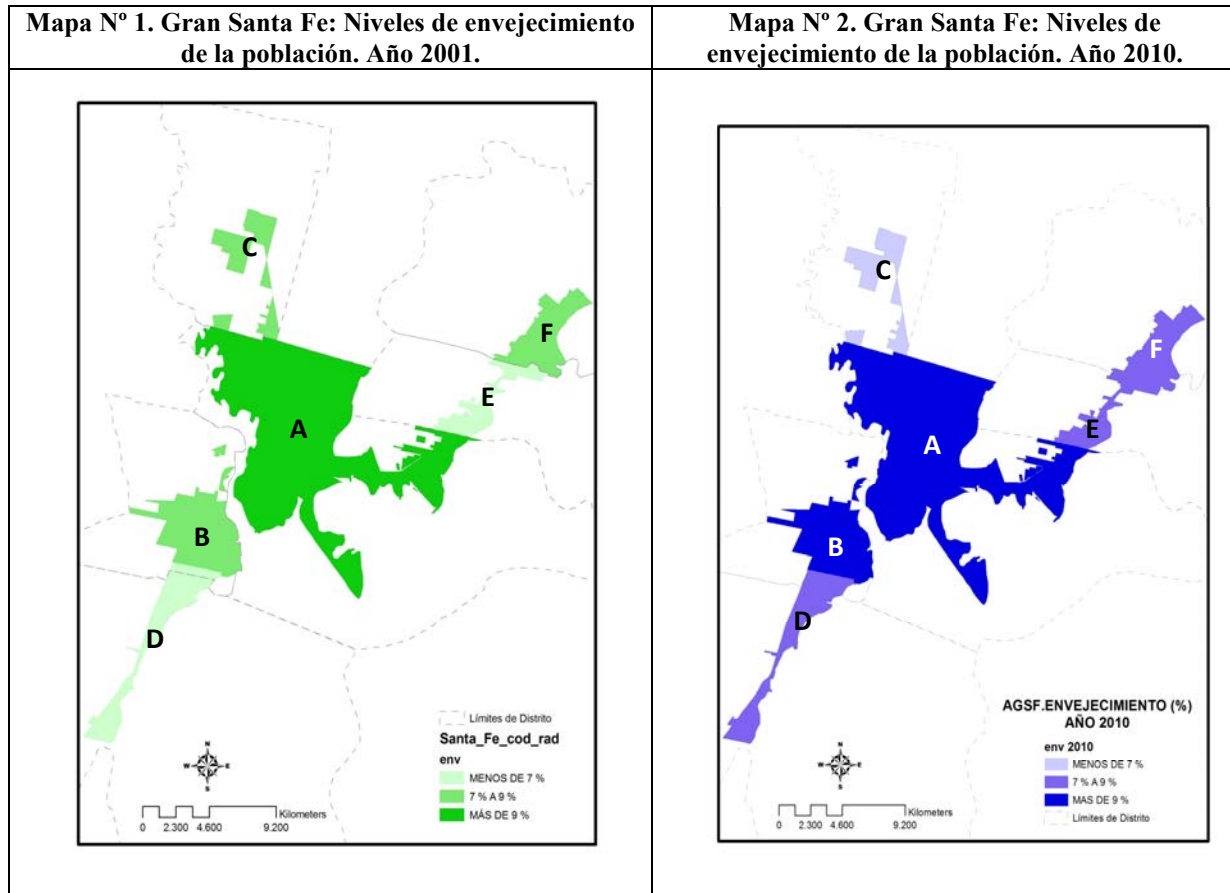 Mapa Nº 1. Gran Santa Fe: Niveles de envejecimiento
de la población. Año 2001.
Mapa Nº 2. Gran Santa Fe: Niveles de
envejecimiento de la población. Año 2010.
C
F
E
A
B
D
Límites de Distrito
Santa_Fe_cod_rad
env
MENOS DE 7 %
7 % A 9 %
MÁS DE 9 %
N
W E
S
Kilometers
0 2.300 4.600 9.200
C
F
E
A
B
D
AGSF.ENVEJECIMIENTO (%)
AÑO 2010
env 2010
MENOS DE 7 %
7 % A 9 %
MAS DE 9 %
Límites de Distrito
N
W E
S
Kilometers
0 2.300 4.600 9.200